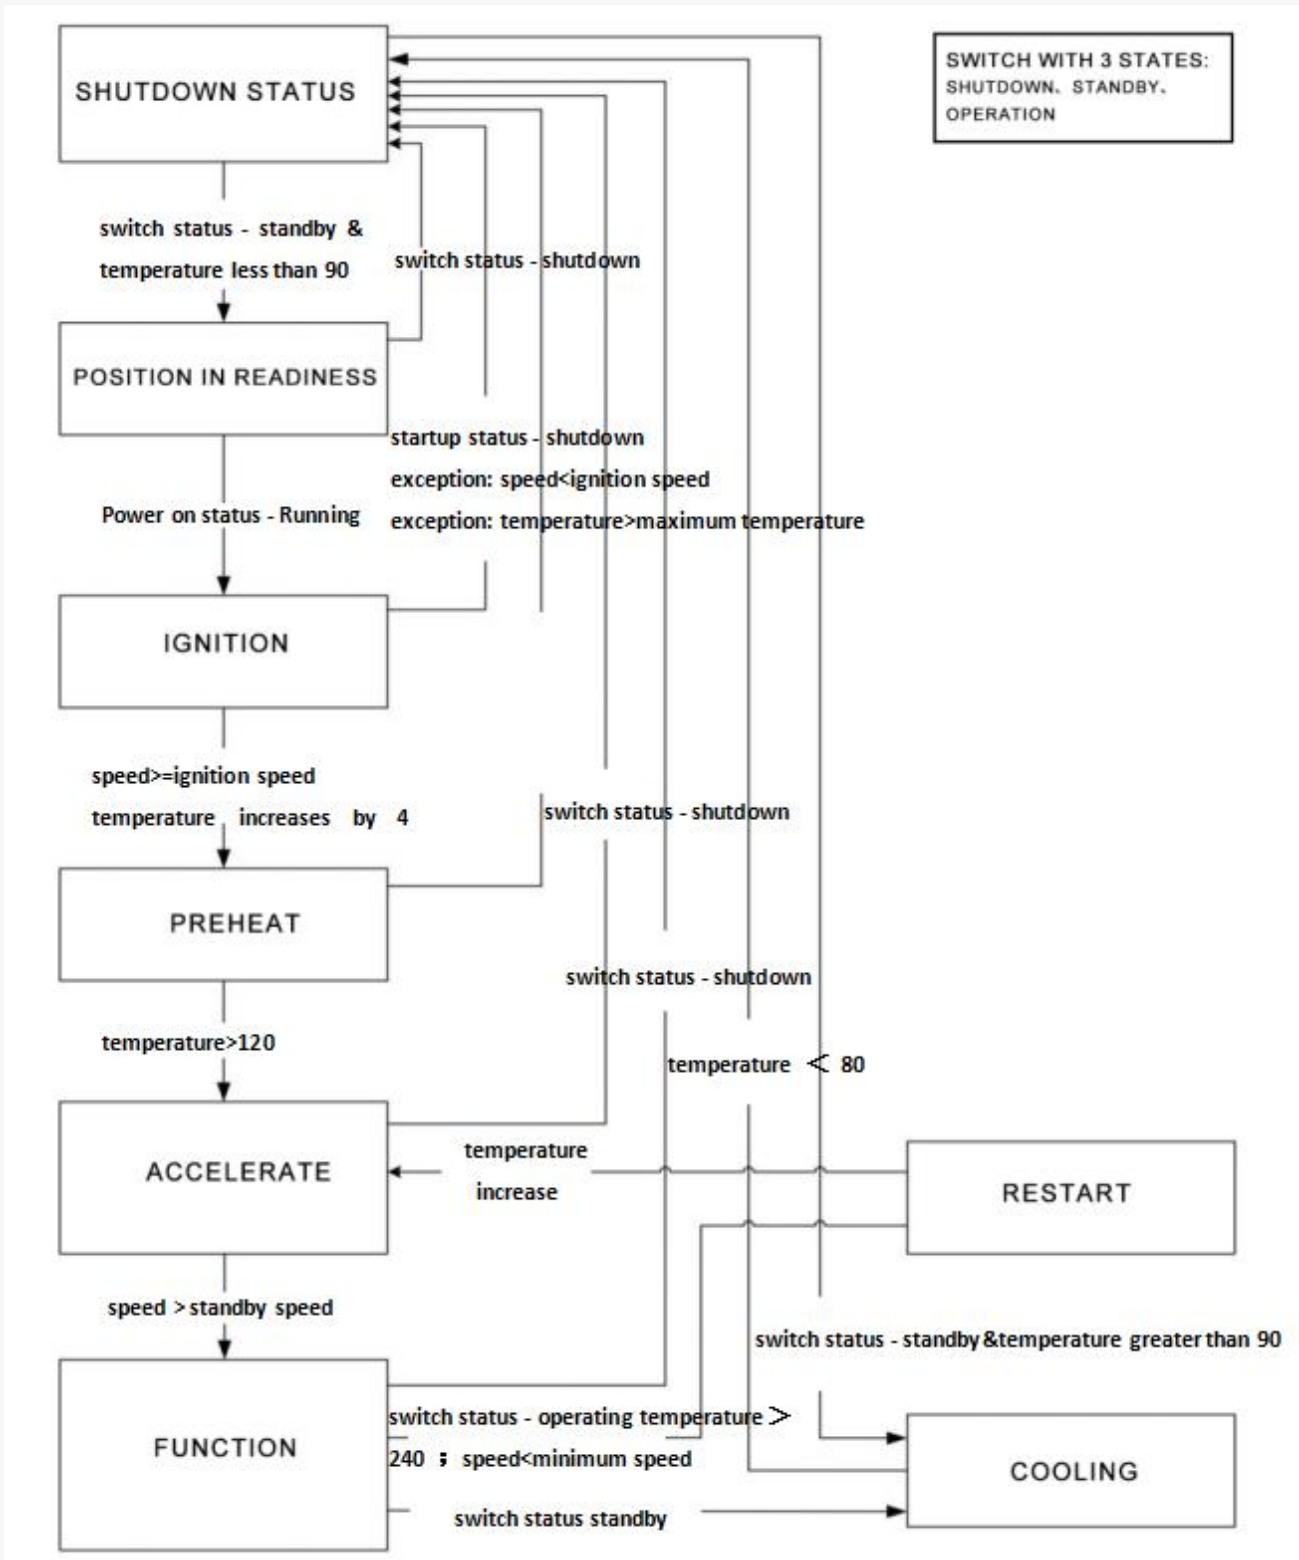 SHUTDOWN STATUS
SWITCH WITH 3 STATES:
SHUTDOWN、STANDBY、
OPERATION
switch status - standby &
temperature less than 90
switch status - shutdown
POSITION IN READINESS
startup status - shutdown
exception: speed<ignition speed
exception: temperature>maximum temperature
Power on status - Running
IGNITION
speed>=ignition speed
temperature increases by 4
switch status - shutdown
PREHEAT
switch status - shutdown
temperature>120
temperature < 80
ACCELERATE
temperature
increase
RESTART
speed >standby speed
switch status - standby&temperature greater than 90
FUNCTION
switch status - operating temperature >
240 ; speed<minimum speed
COOLING
switch status standby